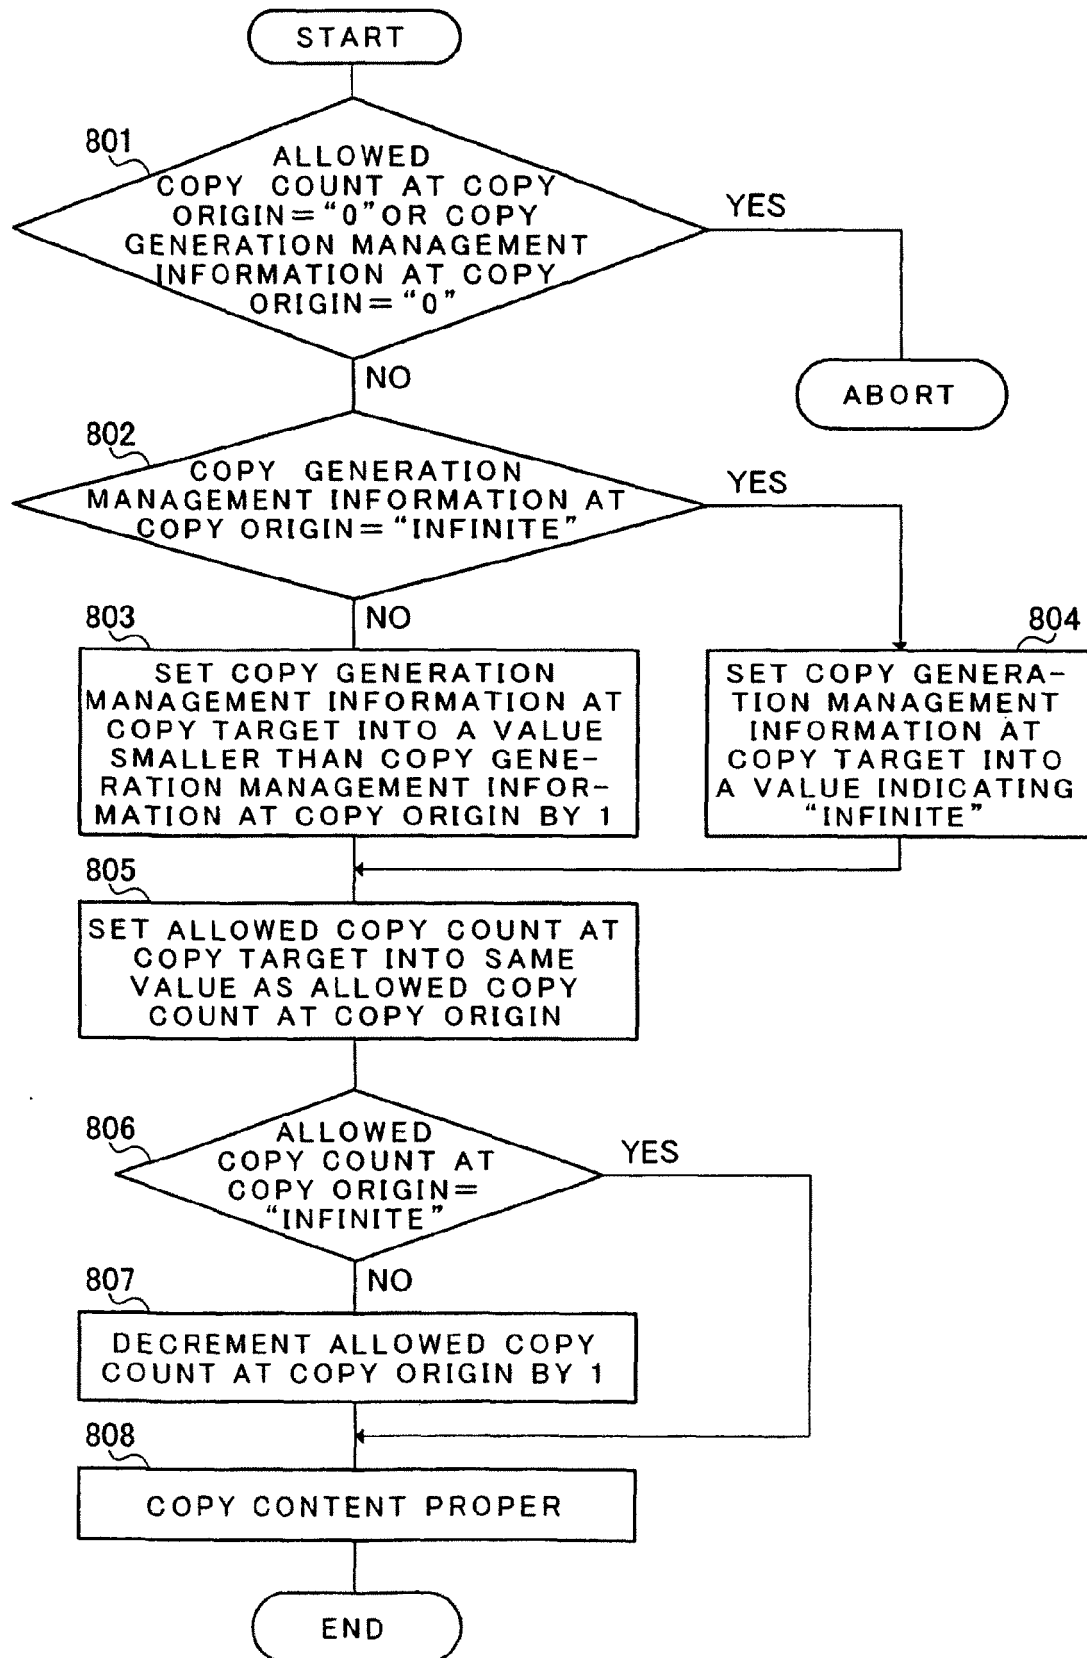 START
801
ALLOWED
COPY COUNT AT COPY
ORIGIN="0" OR COPY
GENERATION MANAGEMENT
INFORMATION AT COPY
ORIGIN="0"
YES
ABORT
NO
802
COPY GENERATION
MANAGEMENT INFORMATION AT
COPY ORIGIN="INFINITE"
YES
NO
803
SET COPY GENERATION
MANAGEMENT INFORMATION AT
COPY TARGET INTO A VALUE
SMALLER THAN COPY GENE-
RATION MANAGEMENT INFOR-
MATION AT COPY ORIGIN BY 1
804
SET COPY GENERA-
TION MANAGEMENT
INFORMATION AT
COPY TARGET INTO
A VALUE INDICATING
"INFINITE"
805
SET ALLOWED COPY COUNT AT
COPY TARGET INTO SAME
VALUE AS ALLOWED COPY
COUNT AT COPY ORIGIN
806
ALLOWED
COPY COUNT AT
COPY ORIGIN=
"INFINITE"
YES
NO
807
DECREMENT ALLOWED COPY
COUNT AT COPY ORIGIN BY 1
808
COPY CONTENT PROPER
END